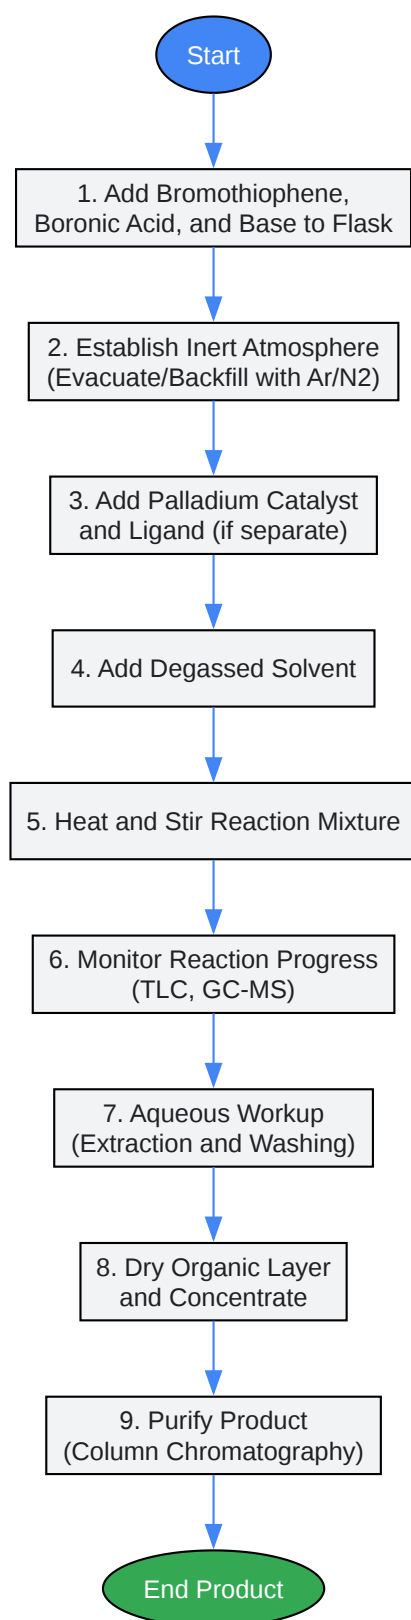 Start
1. Add Bromothiophene,
Boronic Acid, and Base to Flask
2. Establish Inert Atmosphere
(Evacuate/Backfill with Ar/N2)
3. Add Palladium Catalyst
and Ligand (if separate)
4. Add Degassed Solvent
5. Heat and Stir Reaction Mixture
6. Monitor Reaction Progress
(TLC, GC-MS)
7. Aqueous Workup
(Extraction and Washing)
8. Dry Organic Layer
and Concentrate
9. Purify Product
(Column Chromatography)
End Product